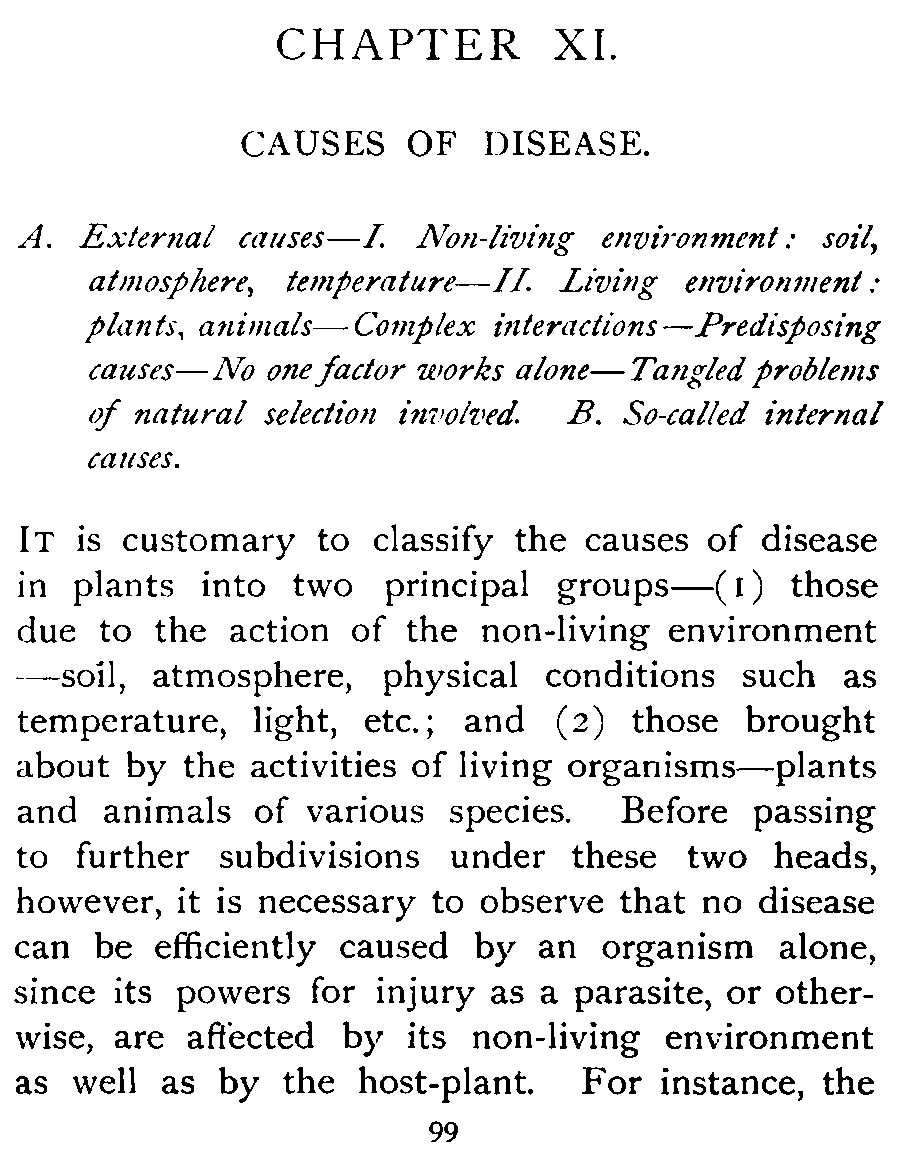 CHAPTER XI.
CAUSES OF DISEASE.
A. External causes—I. Non-living environment: soil,
atmosphere, temperature—II. Living environment:
plants, animals—Complex interactions—Predisposing
causes—No one factor works alone—Tangled problems
of natural selection involved. B. So-called internal
causes.
IT is customary to classify the causes of disease
in plants into two principal groups—(1) those
due to the action of the non-living environment
—soil, atmosphere, physical conditions such as
temperature, light, etc.; and (2) those brought
about by the activities of living organisms—plants
and animals of various species. Before passing
to further subdivisions under these two heads,
however, it is necessary to observe that no disease
can be efficiently caused by an organism alone,
since its powers for injury as a parasite, or other-
wise, are affected by its non-living environment
as well as by the host-plant. For instance, the
99